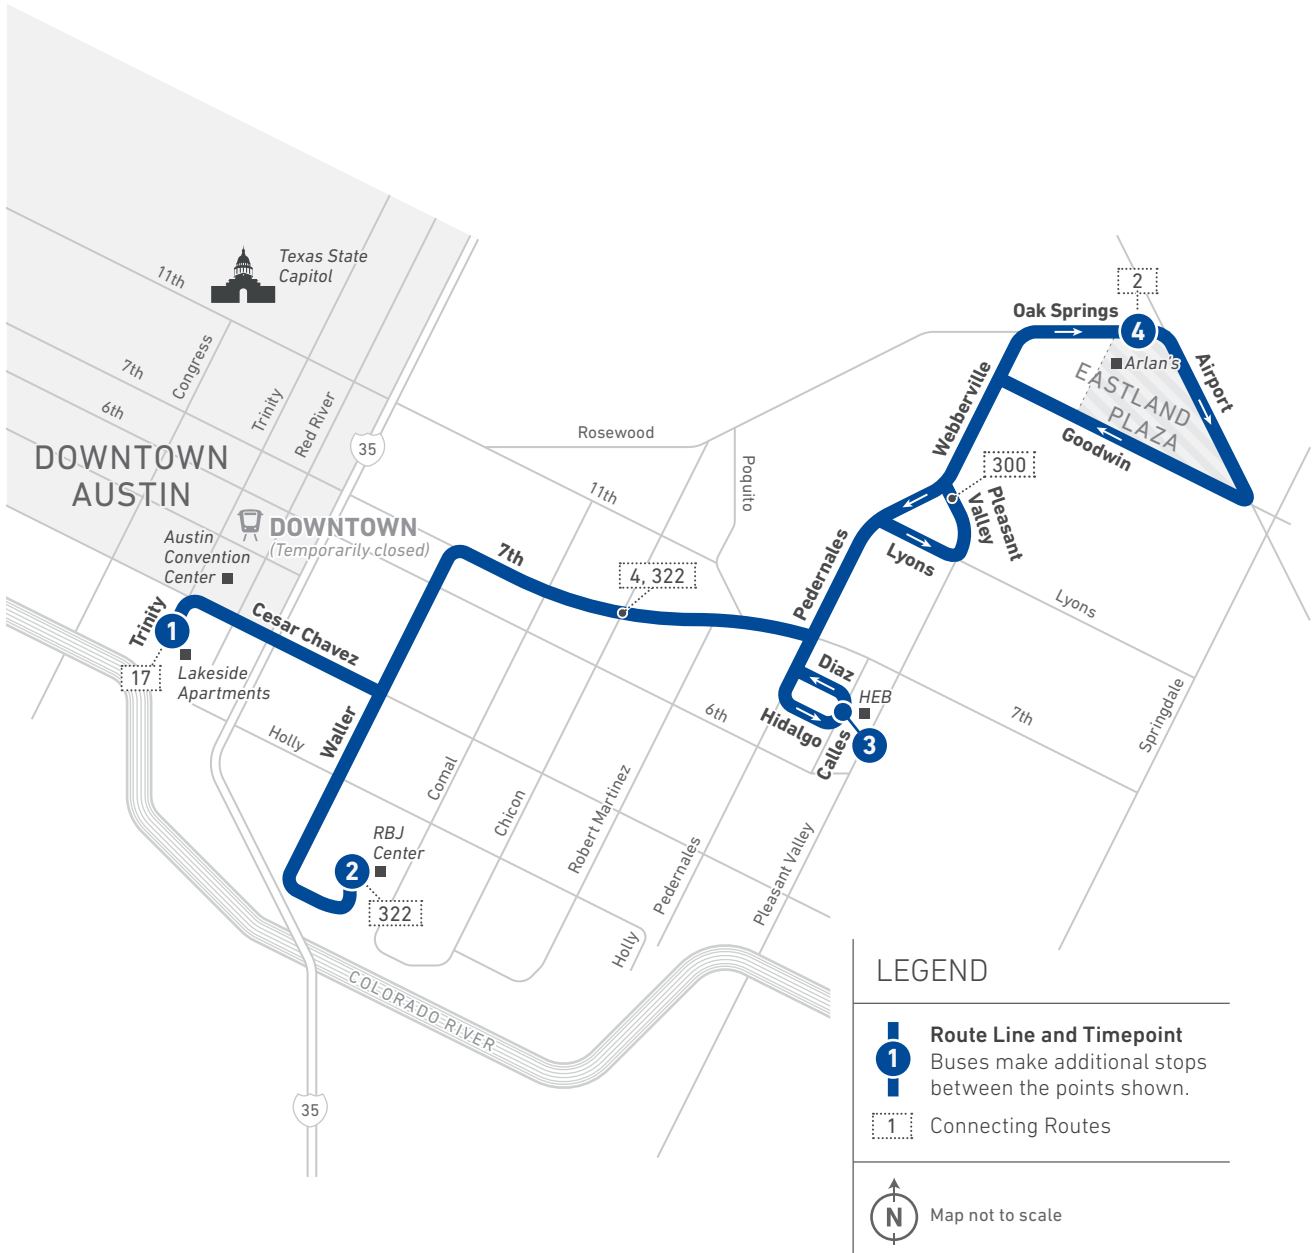 Texas State
Capitol
11th
Congress
7th
Trinity
6th
Red River
35
DOWNTOWN
AUSTIN
DOWNTOWN
(Temporarily closed)
Austin
Convention
Center
Trinity
1
17
Lakeside
Apartments
Cesar Chavez
Holly
Waller
7th
4, 322
Rosewood
11th
Poquito
2
Oak Springs
4
Arlan's
EASTLAND
PLAZA
Airport
Goodwin
Webberville
300
Pleasant
Valley
Lyons
Lyons
Pedernales
Diaz
HEB
Hidalgo
Calles
3
6th
7th
Springdale
Comal
Chicon
Robert Martinez
Pedernales
Pleasant Valley
RBJ
Center
2
322
Holly
COLORADO RIVER
35
LEGEND
Route Line and Timepoint
1
Buses make additional stops
between the points shown.
1
Connecting Routes
N
Map not to scale